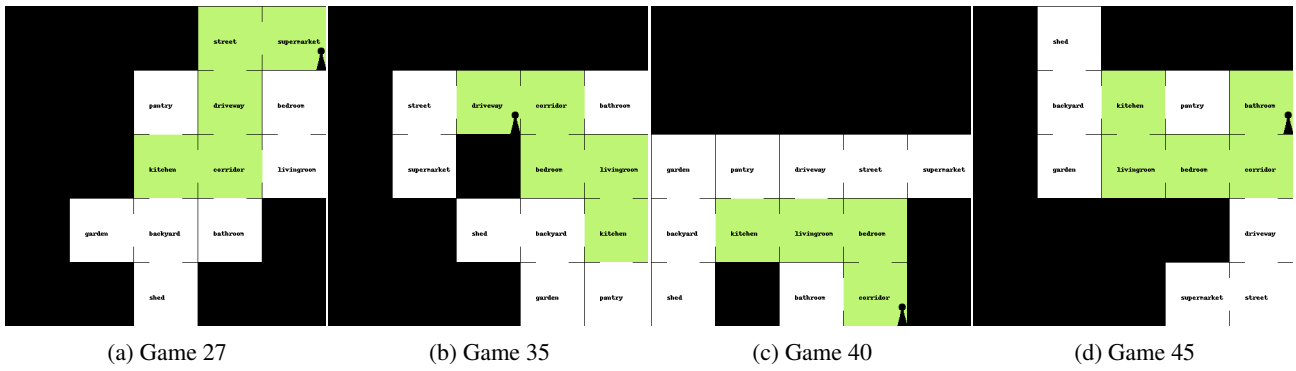 street supermarket
pantry driveway bedroom
kitchen corridor livingroom
garden backyard bathroom
shed
(a) Game 27
street driveway corridor bathroom
supermarket bedroom livingroom
shed backyard kitchen
garden pantry
(b) Game 35
garden pantry driveway street supermarket
backyard kitchen livingroom bedroom
shed bathroom corridor
(c) Game 40
shed
backyard kitchen pantry bathroom
garden livingroom bedroom corridor
driveway
supermarket street
(d) Game 45